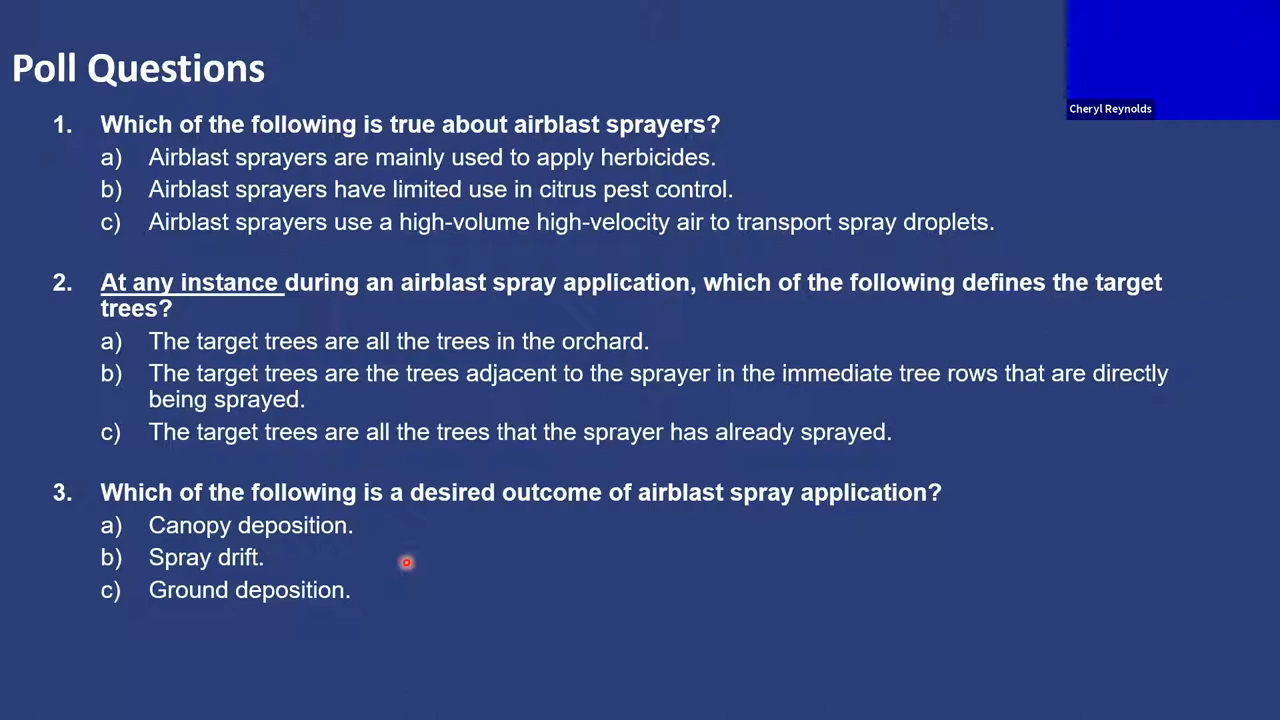 Poll Questions
Cheryl Reynolds
1. Which of the following is true about airblast sprayers?
a) Airblast sprayers are mainly used to apply herbicides.
b) Airblast sprayers have limited use in citrus pest control.
c) Airblast sprayers use a high-volume high-velocity air to transport spray droplets.
2. At any instance during an airblast spray application, which of the following defines the target
trees?
a) The target trees are all the trees in the orchard.
b) The target trees are the trees adjacent to the sprayer in the immediate tree rows that are directly
being sprayed.
c) The target trees are all the trees that the sprayer has already sprayed.
3. Which of the following is a desired outcome of airblast spray application?
a) Canopy deposition.
b) Spray drift.
c) Ground deposition.